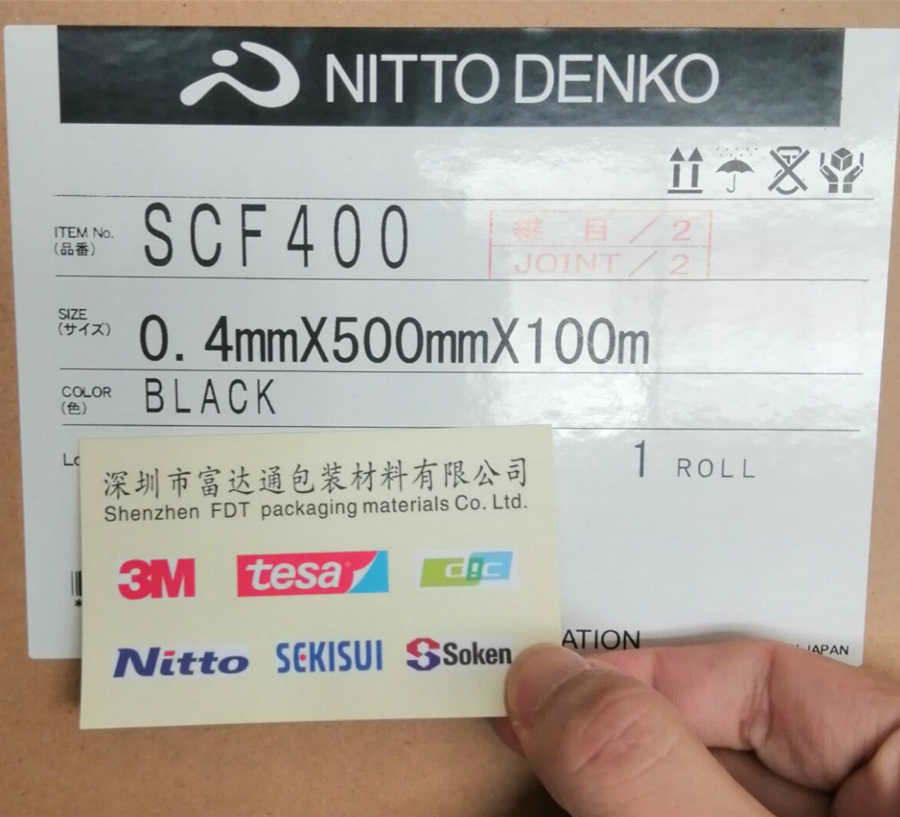 NITTO DENKO
ITEM No.
(品番)
SCF400
継 目 / 2
JOINT / 2
SIZE
(サイズ)
0.4mmX500mmX100m
COLOR
(色)
BLACK
1 ROLL
深圳市富达通包装材料有限公司
Shenzhen FDT packaging materials Co. Ltd.
3M
tesa
dic
Nitto
SEKISUI
Soken
ATION
JAPAN